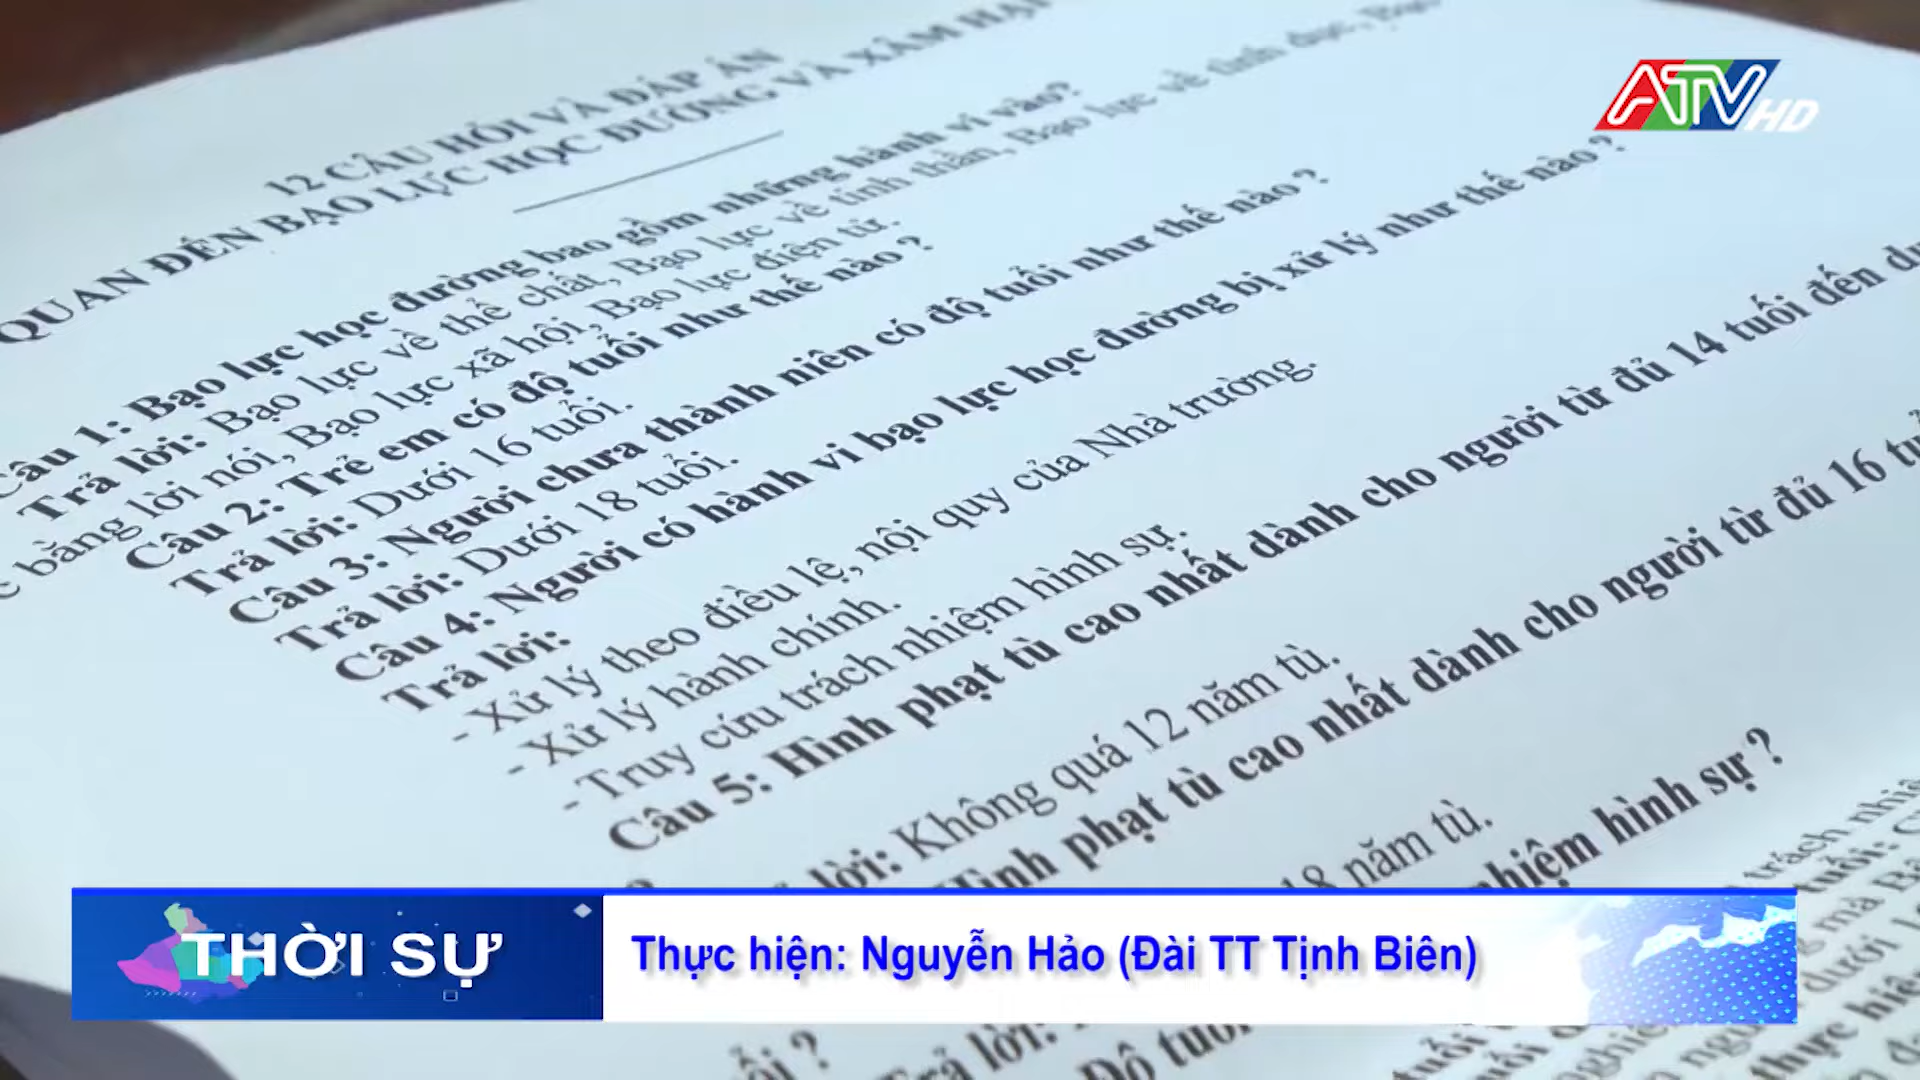 ATV HD
12 CÂU HỎI VÀ ĐÁP ÁN
QUAN ĐẾN BẠO LỰC HỌC ĐƯỜNG VÀ XÂM HẠI
Câu 1: Bạo lực học đường bao gồm những hành vi vào?
Trả lời: Bạo lực về thể chất, Bạo lực về tinh thần, Bạo lực về tình dục, Bạo
bằng lời nói, Bạo lực xã hội, Bạo lực điện tử.
Câu 2: Trẻ em có độ tuổi như thế nào ?
Trả lời: Dưới 16 tuổi.
Câu 3: Người chưa thành niên có độ tuổi như thế nào ?
Trả lời: Dưới 18 tuổi.
Câu 4: Người có hành vi bạo lực học đường bị xử lý như thế nào ?
Trả lời:
- Xử lý theo điều lệ, nội quy của Nhà trường.
- Xử lý hành chính.
- Truy cứu trách nhiệm hình sự.
Câu 5: Hình phạt tù cao nhất dành cho người từ đủ 14 tuổi đến
lời: Không quá 12 năm tù.
phạt tù cao nhất dành cho người từ đủ 16
18 năm tù.
nhiệm hình sự ?
THỜI SỰ
Thực hiện: Nguyễn Hảo (Đài TT Tịnh Biên)
Trả lời:
Độ tuổi